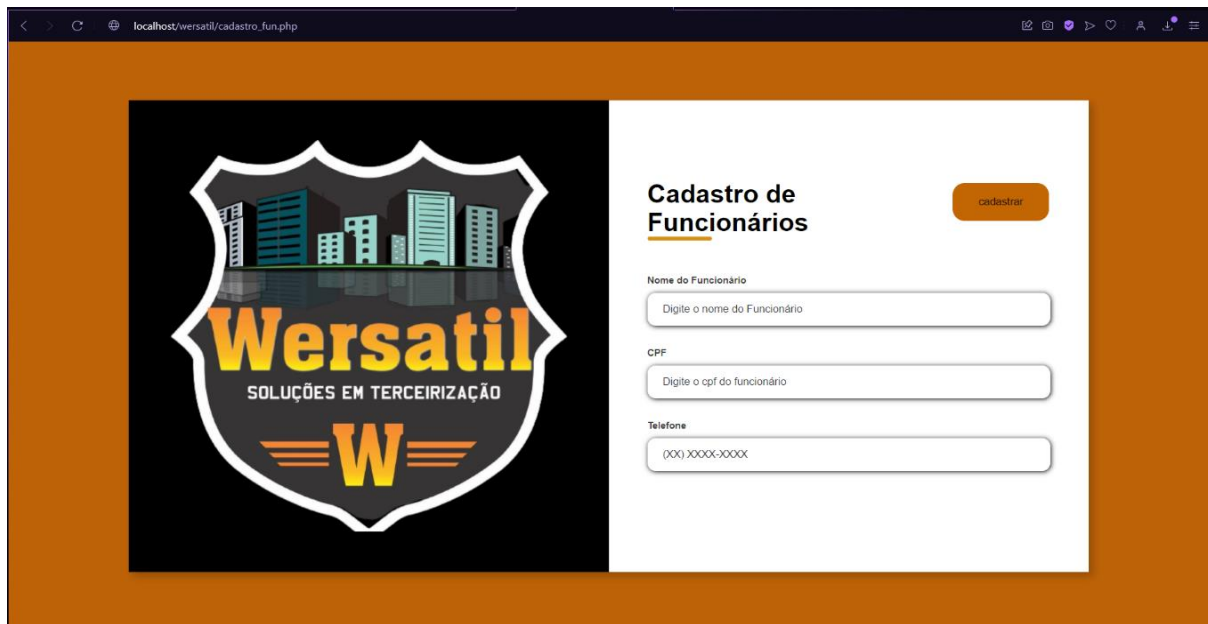 localhost/wersatil/cadastro_fun.php
Wersatil
SOLUÇÕES EM TERCEIRIZAÇÃO
W
Cadastro de
Funcionários
cadastrar
Nome do Funcionário
Digite o nome do Funcionário
CPF
Digite o cpf do funcionário
Telefone
(XX) XXXX-XXXX